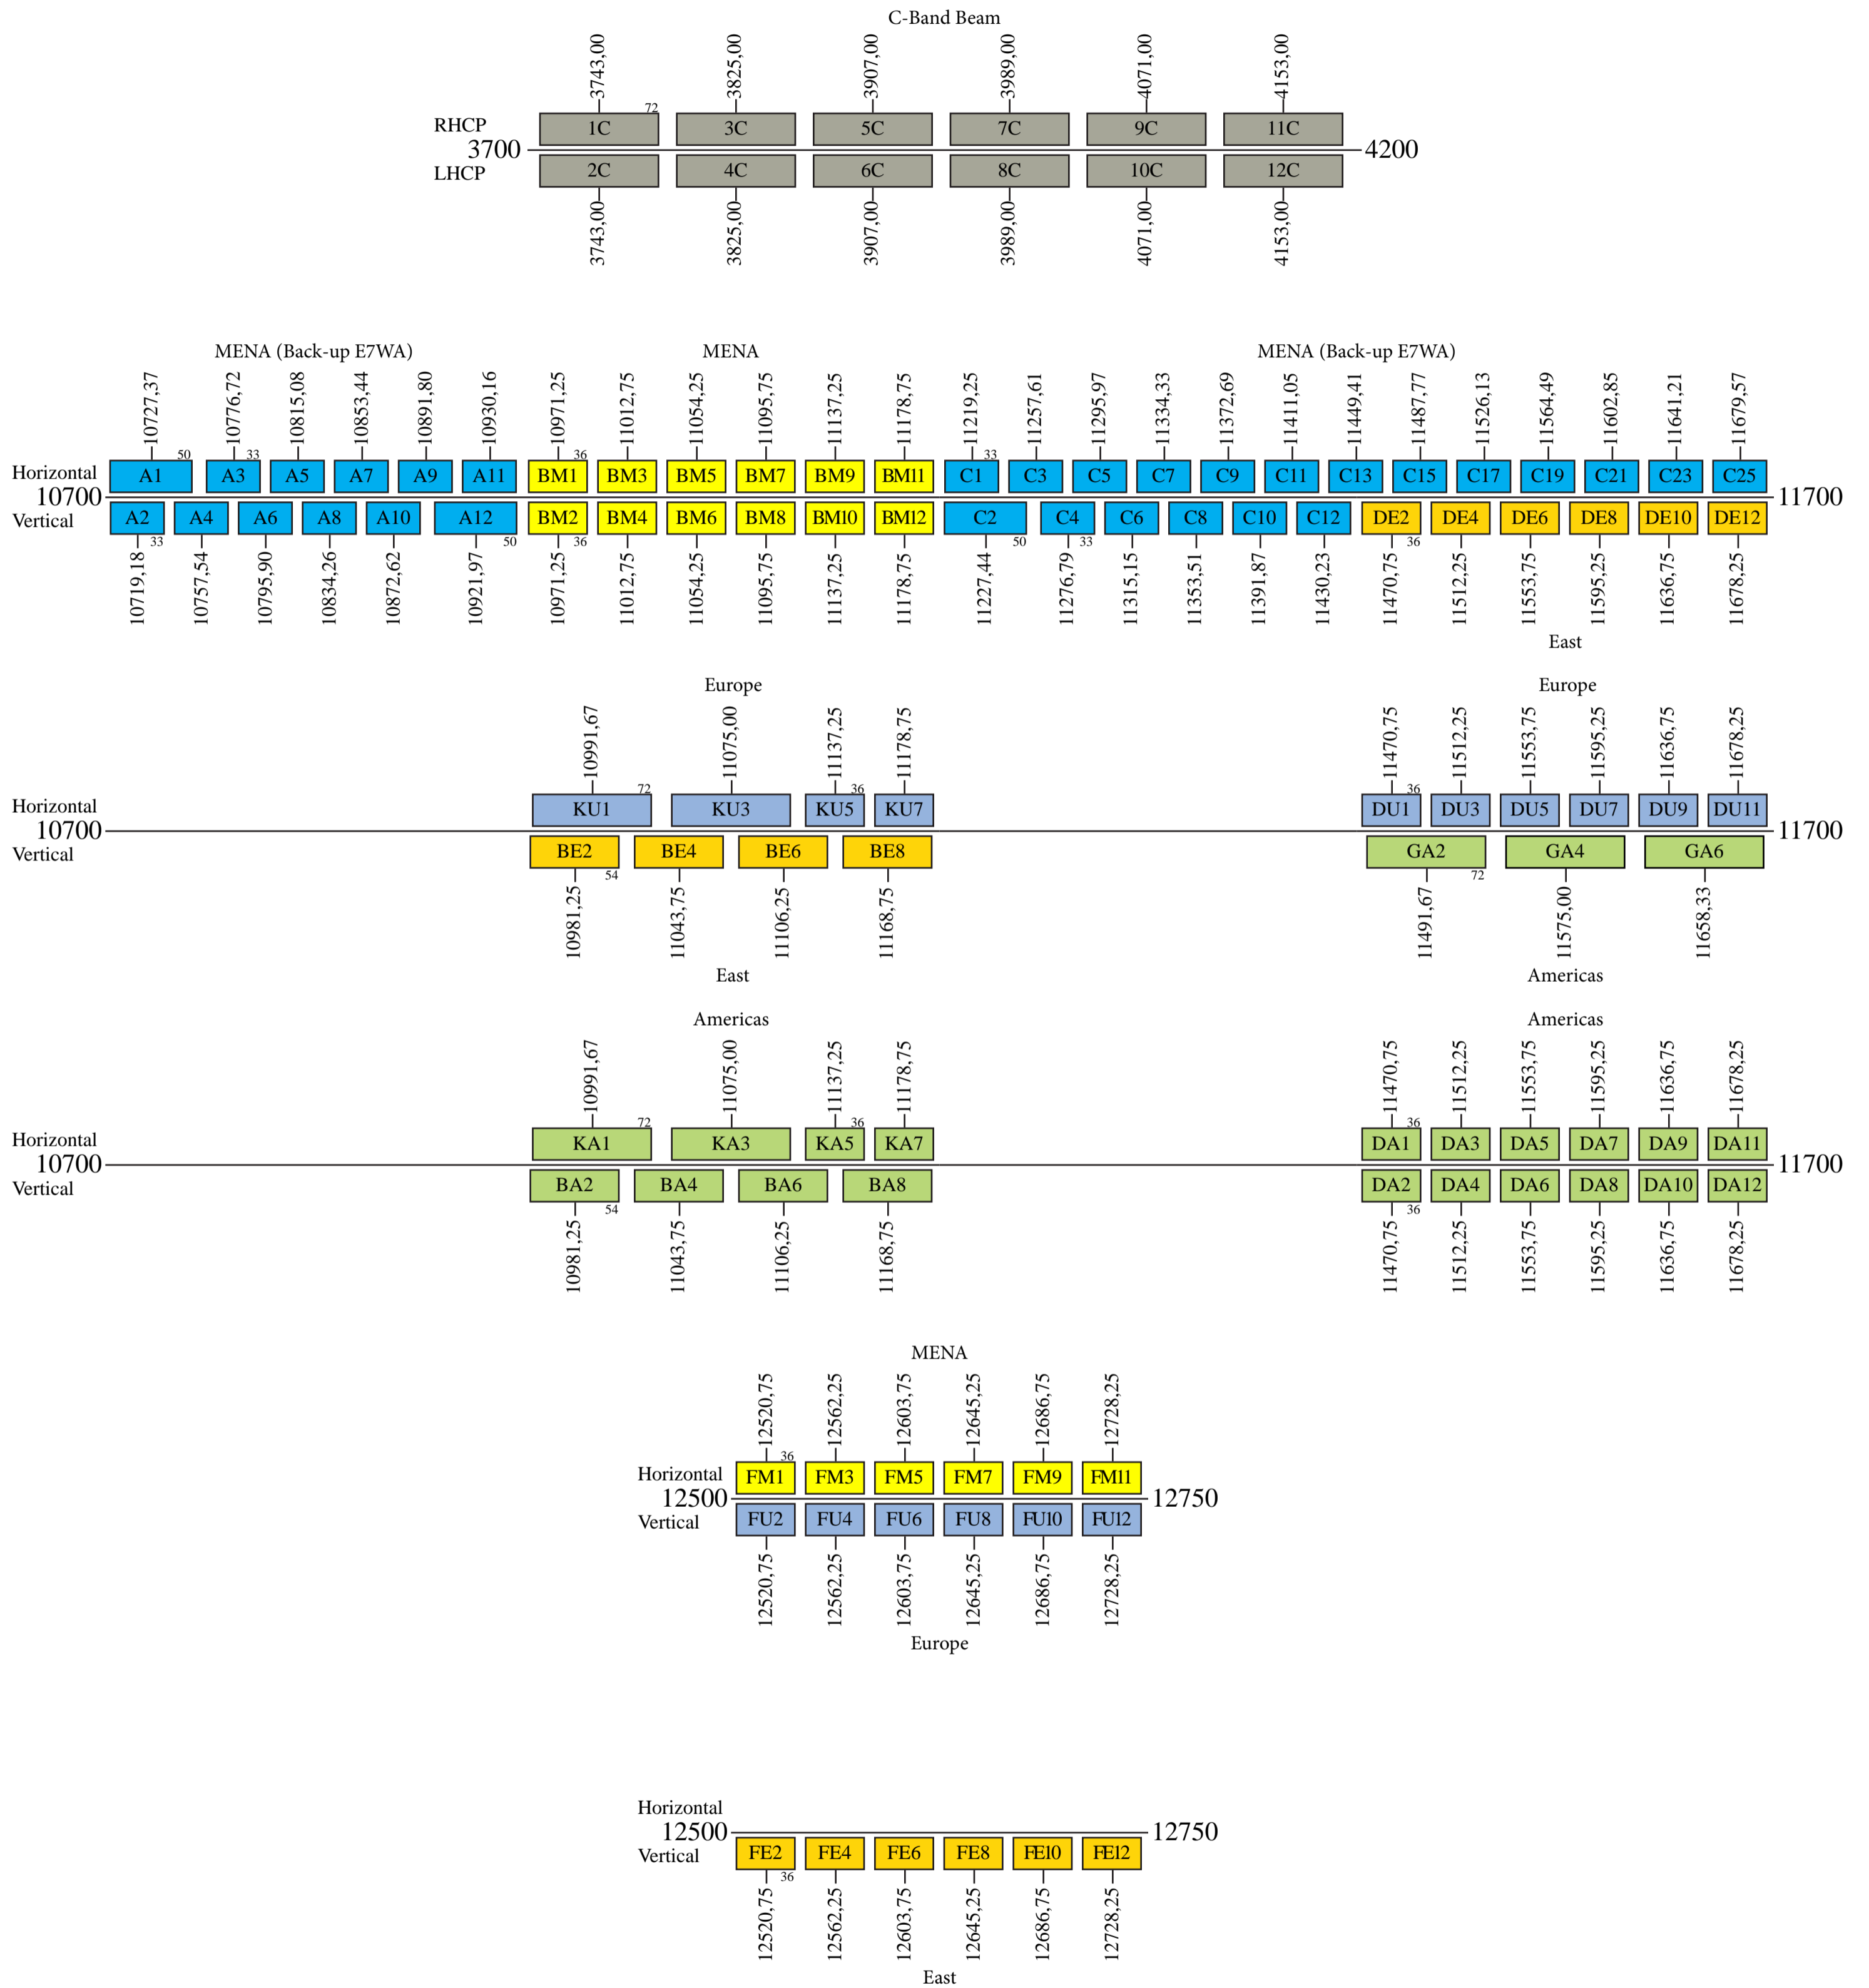 C-Band Beam
3743,00 3825,00 3907,00 3989,00 4071,00 4153,00
72
RHCP 1C 3C 5C 7C 9C 11C
3700 4200
LHCP 2C 4C 6C 8C 10C 12C
3743,00 3825,00 3907,00 3989,00 4071,00 4153,00
MENA (Back-up E7WA) MENA MENA (Back-up E7WA)
10727,37 10776,72 10815,08 10853,44 10891,80 10930,16 10971,25 11012,75 11054,25 11095,75 11137,25 11178,75 11219,25 11257,61 11295,97 11334,33 11372,69 11411,05 11449,41 11487,77 11526,13 11564,49 11602,85 11641,21 11679,57
50 33 36 33
Horizontal A1 A3 A5 A7 A9 A11 BM1 BM3 BM5 BM7 BM9 BM11 C1 C3 C5 C7 C9 C11 C13 C15 C17 C19 C21 C23 C25
10700 11700
Vertical A2 A4 A6 A8 A10 A12 BM2 BM4 BM6 BM8 BM10 BM12 C2 C4 C6 C8 C10 C12 DE2 DE4 DE6 DE8 DE10 DE12
33 50 36 50 33 36
10719,18 10757,54 10795,90 10834,26 10872,62 10921,97 10971,25 11012,75 11054,25 11095,75 11137,25 11178,75 11227,44 11276,79 11315,15 11353,51 11391,87 11430,23 11470,75 11512,25 11553,75 11595,25 11636,75 11678,25
East
Europe Europe
10991,67 11075,00 11137,25 11178,75 11470,75 11512,25 11553,75 11595,25 11636,75 11678,25
72 36 36
Horizontal KU1 KU3 KU5 KU7 DU1 DU3 DU5 DU7 DU9 DU11
10700 11700
Vertical BE2 BE4 BE6 BE8 GA2 GA4 GA6
54 72
10981,25 11043,75 11106,25 11168,75 11491,67 11575,00 11658,33
East Americas
Americas Americas
10991,67 11075,00 11137,25 11178,75 11470,75 11512,25 11553,75 11595,25 11636,75 11678,25
72 36 36
Horizontal KA1 KA3 KA5 KA7 DA1 DA3 DA5 DA7 DA9 DA11
10700 11700
Vertical BA2 BA4 BA6 BA8 DA2 DA4 DA6 DA8 DA10 DA12
54 36
10981,25 11043,75 11106,25 11168,75 11470,75 11512,25 11553,75 11595,25 11636,75 11678,25
MENA
12520,75 12562,25 12603,75 12645,25 12686,75 12728,25
36
Horizontal FM1 FM3 FM5 FM7 FM9 FM11
12500 12750
Vertical FU2 FU4 FU6 FU8 FU10 FU12
12520,75 12562,25 12603,75 12645,25 12686,75 12728,25
Europe
Horizontal
12500 12750
Vertical FE2 FE4 FE6 FE8 FE10 FE12
36
12520,75 12562,25 12603,75 12645,25 12686,75 12728,25
East